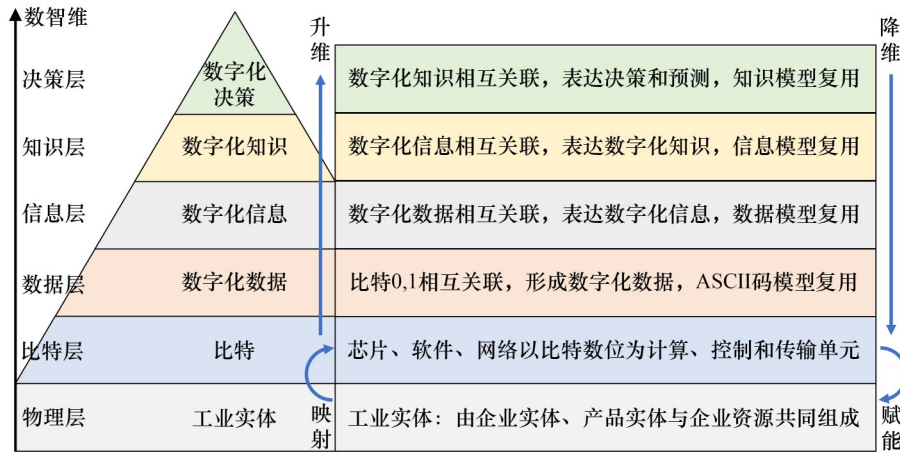 数智维
升维
降维
决策层
数字化
决策
数字化知识相互关联，表达决策和预测，知识模型复用
知识层
数字化知识
数字化信息相互关联，表达数字化知识，信息模型复用
信息层
数字化信息
数字化数据相互关联，表达数字化信息，数据模型复用
数据层
数字化数据
比特0,1相互关联，形成数字化数据，ASCII码模型复用
比特层
比特
芯片、软件、网络以比特数位为计算、控制和传输单元
物理层
工业实体
映射
工业实体：由企业实体、产品实体与企业资源共同组成
赋能